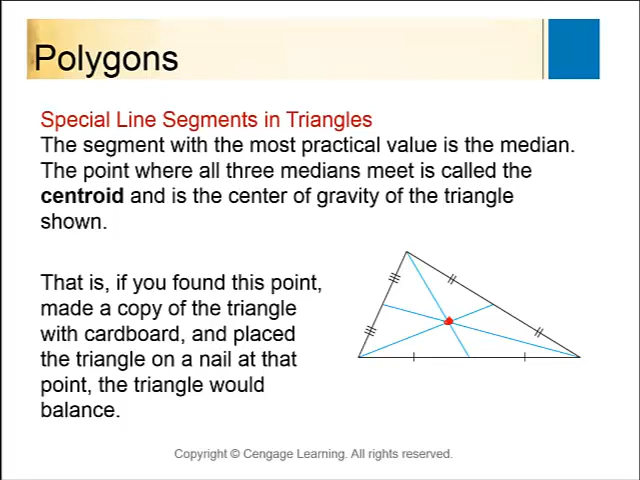 Polygons
Special Line Segments in Triangles
The segment with the most practical value is the median.
The point where all three medians meet is called the
centroid and is the center of gravity of the triangle
shown.
That is, if you found this point,
made a copy of the triangle
with cardboard, and placed
the triangle on a nail at that
point, the triangle would
balance.
Copyright © Cengage Learning. All rights reserved.